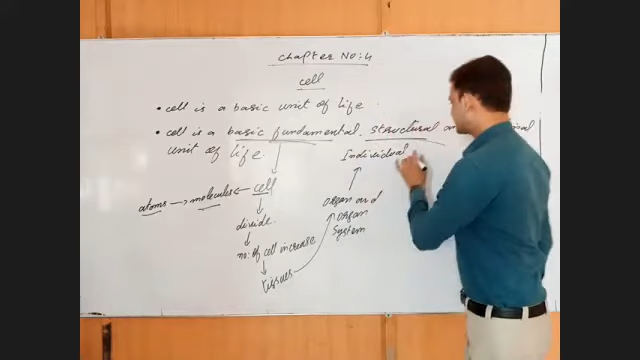 chapter No:4
cell
• cell is a basic unit of life.
• cell is a basic fundamental, structural
unit of life.
Individual
atoms → molecules ← cell
divide
no: of cell increase
tissues
organ and
organ
system